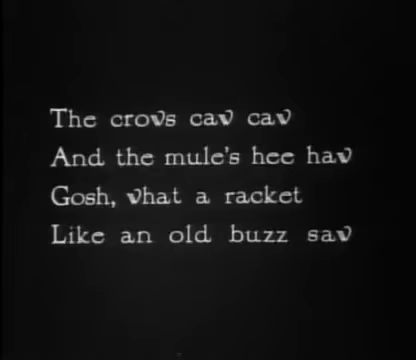 The crows caw caw
And the mule's hee haw
Gosh, what a racket
Like an old buzz saw